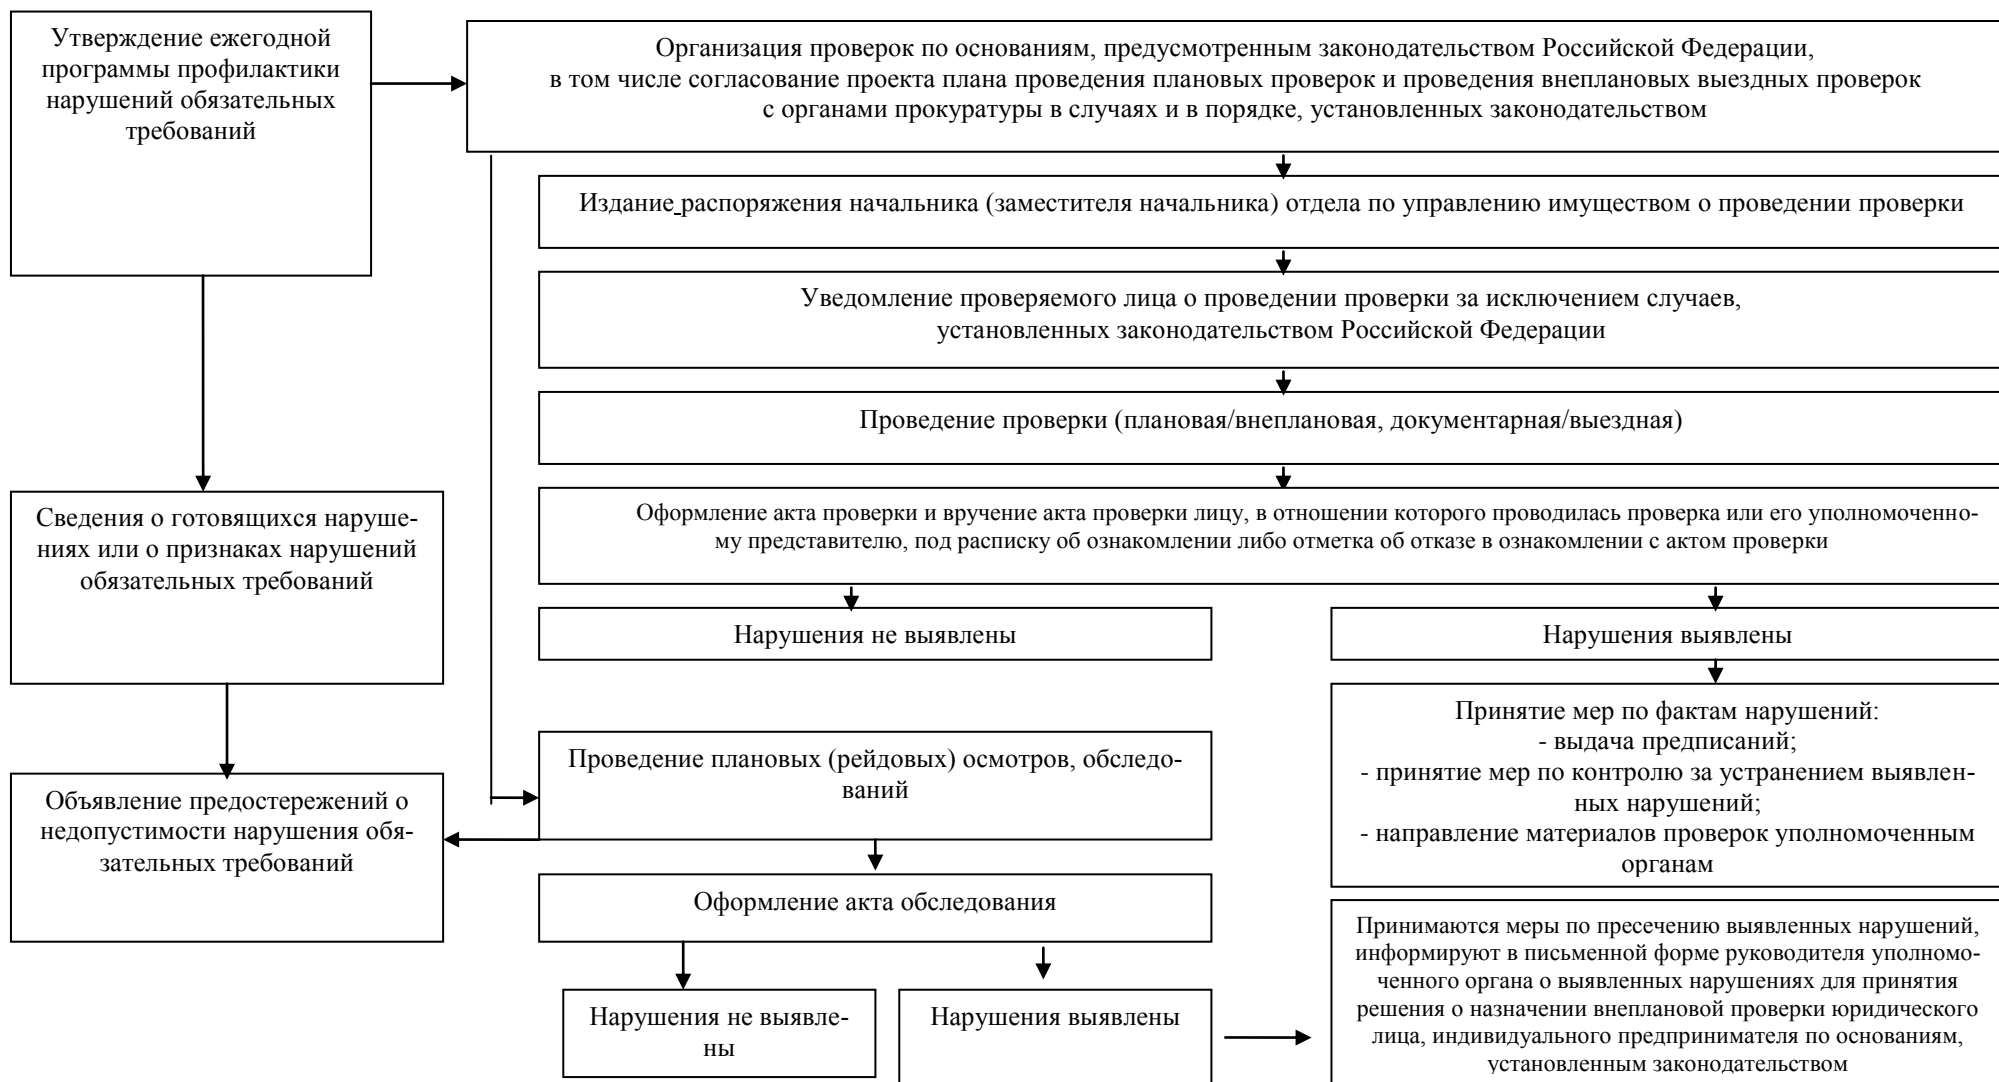 Утверждение ежегодной
программы профилактики
нарушений обязательных
требований
Организация проверок по основаниям, предусмотренным законодательством Российской Федерации,
в том числе согласование проекта плана проведения плановых проверок и проведения внеплановых выездных проверок
с органами прокуратуры в случаях и в порядке, установленных законодательством
Издание распоряжения начальника (заместителя начальника) отдела по управлению имуществом о проведении проверки
Уведомление проверяемого лица о проведении проверки за исключением случаев,
установленных законодательством Российской Федерации
Проведение проверки (плановая/внеплановая, документарная/выездная)
Оформление акта проверки и вручение акта проверки лицу, в отношении которого проводилась проверка или его уполномоченно-
му представителю, под расписку об ознакомлении либо отметка об отказе в ознакомлении с актом проверки
Нарушения не выявлены
Нарушения выявлены
Принятие мер по фактам нарушений:
- выдача предписаний;
- принятие мер по контролю за устранением выявлен-
ных нарушений;
- направление материалов проверок уполномоченным
органам
Сведения о готовящихся наруше-
ниях или о признаках нарушений
обязательных требований
Объявление предостережений о
недопустимости нарушения обя-
зательных требований
Проведение плановых (рейдовых) осмотров, обследо-
ваний
Оформление акта обследования
Нарушения не выявле-
ны
Нарушения выявлены
Принимаются меры по пресечению выявленных нарушений,
информируют в письменной форме руководителя уполномо-
ченного органа о выявленных нарушениях для принятия
решения о назначении внеплановой проверки юридического
лица, индивидуального предпринимателя по основаниям,
установленным законодательством